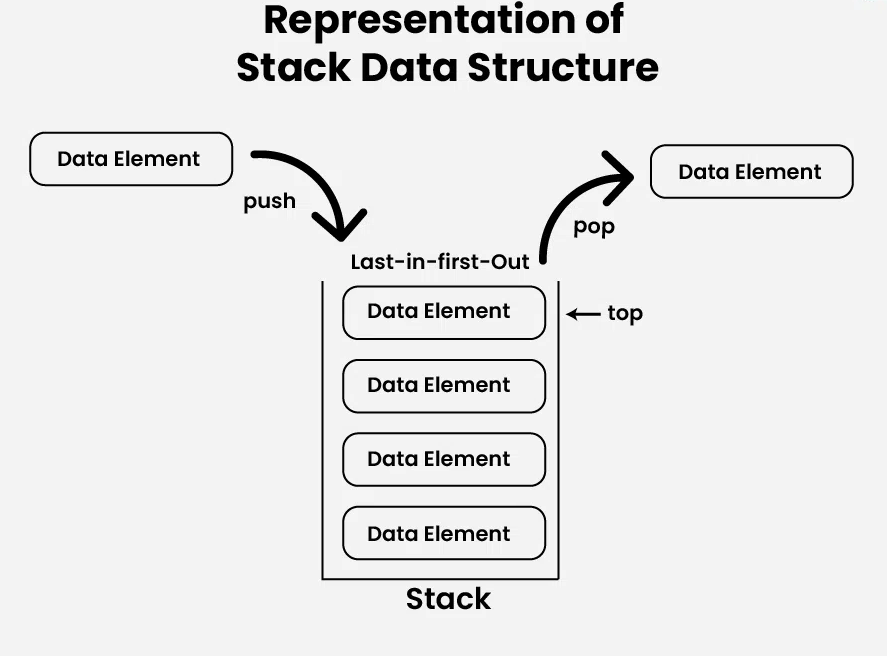 Representation of
Stack Data Structure
Data Element
push
Data Element
pop
Last-in-first-Out
Data Element
top
Data Element
Data Element
Data Element
Stack